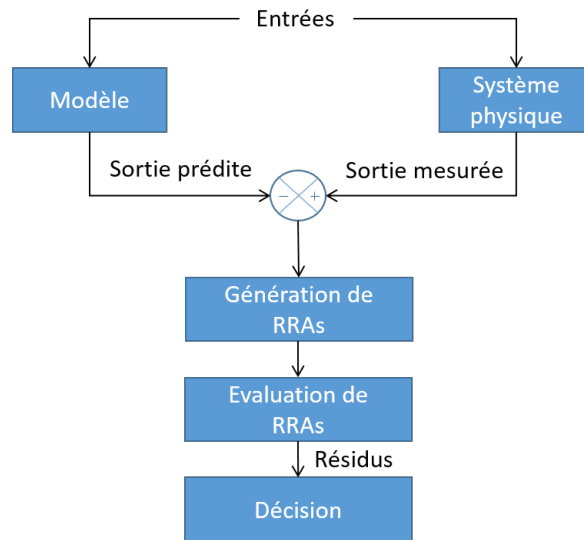 Entrées
Modèle
Système
physique
Sortie prédite
Sortie mesurée
- +
Génération de
RRAs
Evaluation de
RRAs
Résidus
Décision